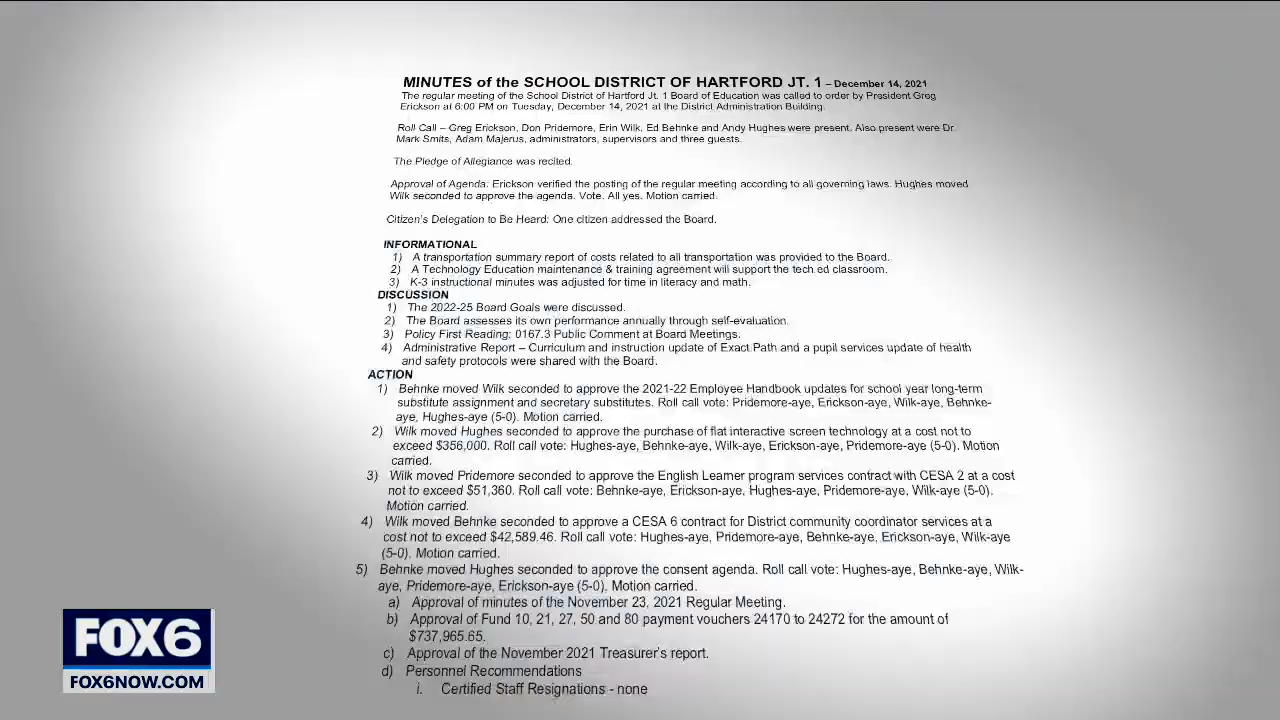 MINUTES of the SCHOOL DISTRICT OF HARTFORD JT. 1 – December 14, 2021
The regular meeting of the School District of Hartford Jt. 1 Board of Education was called to order by President Greg
Erickson at 6:00 PM on Tuesday, December 14, 2021 at the District Administration Building.
Roll Call – Greg Erickson, Don Pridemore, Erin Wilk, Ed Behnke and Andy Hughes were present. Also present were Dr.
Mark Smits, Adam Majerus, administrators, supervisors and three guests.
The Pledge of Allegiance was recited.
Approval of Agenda: Erickson verified the posting of the regular meeting according to all governing laws. Hughes moved
Wilk seconded to approve the agenda. Vote. All yes. Motion carried.
Citizen's Delegation to Be Heard: One citizen addressed the Board.
INFORMATIONAL
1) A transportation summary report of costs related to all transportation was provided to the Board.
2) A Technology Education maintenance & training agreement will support the tech ed classroom.
3) K-3 instructional minutes was adjusted for time in literacy and math.
DISCUSSION
1) The 2022-25 Board Goals were discussed.
2) The Board assesses its own performance annually through self-evaluation.
3) Policy First Reading: 0167.3 Public Comment at Board Meetings.
4) Administrative Report – Curriculum and instruction update of Exact Path and a pupil services update of health
and safety protocols were shared with the Board.
ACTION
1) Behnke moved Wilk seconded to approve the 2021-22 Employee Handbook updates for school year long-term
substitute assignment and secretary substitutes. Roll call vote: Pridemore-aye, Erickson-aye, Wilk-aye, Behnke-
aye, Hughes-aye (5-0). Motion carried.
2) Wilk moved Hughes seconded to approve the purchase of flat interactive screen technology at a cost not to
exceed $356,000. Roll call vote: Hughes-aye, Behnke-aye, Wilk-aye, Erickson-aye, Pridemore-aye (5-0). Motion
carried.
3) Wilk moved Pridemore seconded to approve the English Learner program services contract with CESA 2 at a cost
not to exceed $51,360. Roll call vote: Behnke-aye, Erickson-aye, Hughes-aye, Pridemore-aye, Wilk-aye (5-0).
Motion carried.
4) Wilk moved Behnke seconded to approve a CESA 6 contract for District community coordinator services at a
cost not to exceed $42,589.46. Roll call vote: Hughes-aye, Pridemore-aye, Behnke-aye, Erickson-aye, Wilk-aye
(5-0). Motion carried.
5) Behnke moved Hughes seconded to approve the consent agenda. Roll call vote: Hughes-aye, Behnke-aye, Wilk-
aye, Pridemore-aye, Erickson-aye (5-0). Motion carried.
a) Approval of minutes of the November 23, 2021 Regular Meeting.
b) Approval of Fund 10, 21, 27, 50 and 80 payment vouchers 24170 to 24272 for the amount of
$737,965.65.
c) Approval of the November 2021 Treasurer's report.
d) Personnel Recommendations
i. Certified Staff Resignations - none
FOX6
FOX6NOW.COM